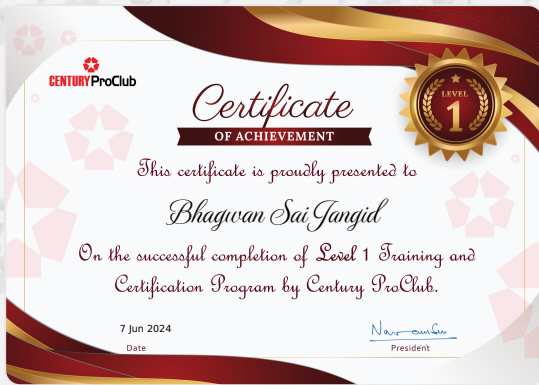 CENTURY ProClub
LEVEL
1
Certificate
OF ACHIEVEMENT
This certificate is proudly presented to
Bhagwan Sai Jangid
On the successful completion of Level 1 Training and
Certification Program by Century ProClub.
7 Jun 2024
Date
President